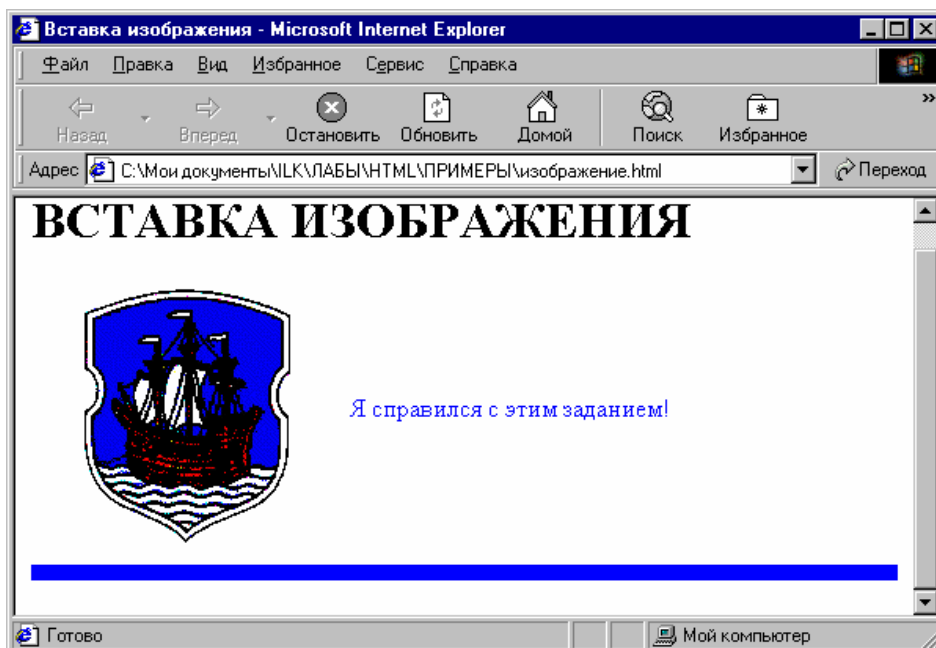 Вставка изображения - Microsoft Internet Explorer
Файл Правка Вид Избранное Сервис Справка
Назад Вперед Остановить Обновить Домой Поиск Избранное »
Адрес C:\Мои документы\ILK\ЛАБЫ\HTML\ПРИМЕРЫ\изображение.html Переход
ВСТАВКА ИЗОБРАЖЕНИЯ
Я справился с этим заданием!
Готово Мой компьютер